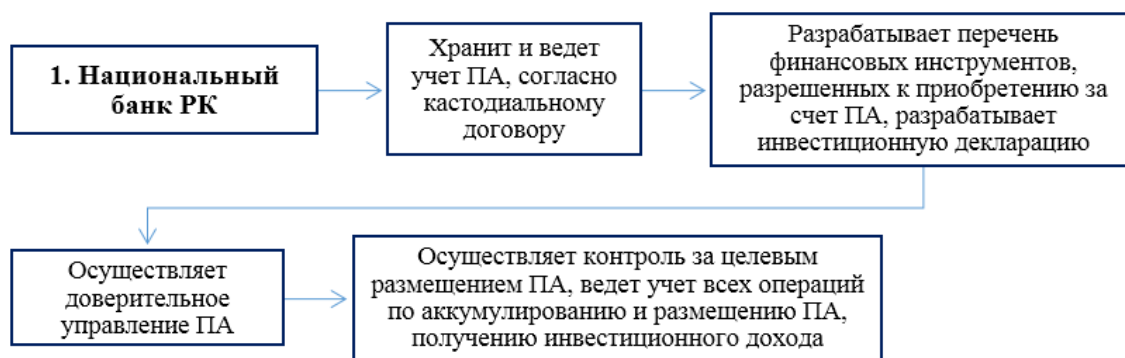 1. Национальный
банк РК
Хранит и ведет
учет ПА, согласно
кастодиальному
договору
Разрабатывает перечень
финансовых инструментов,
разрешенных к приобретению за
счет ПА, разрабатывает
инвестиционную декларацию
Осуществляет
доверительное
управление ПА
Осуществляет контроль за целевым
размещением ПА, ведет учет всех операций
по аккумулированию и размещению ПА,
получению инвестиционного дохода